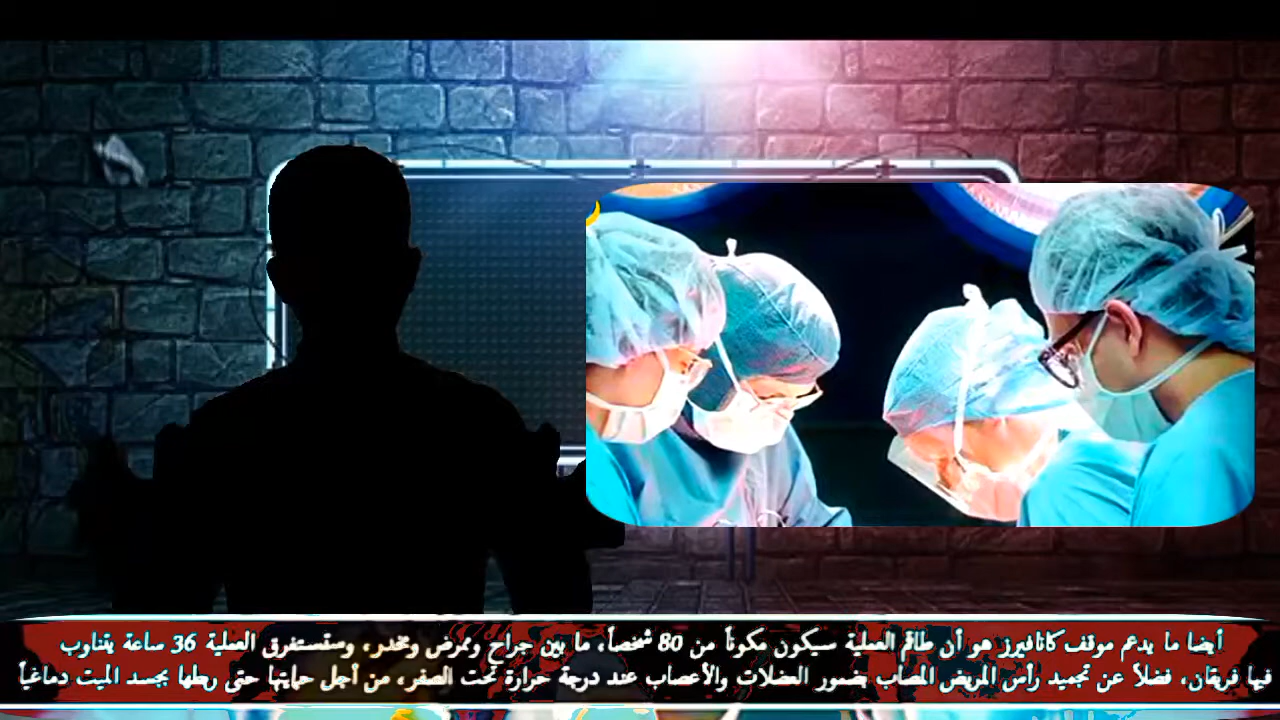 أيضا ما يدعم موقف كانافيرز هو أن طاقم العملية سيكون مكوناً من 80 شخصاً، ما بين جراح وممرض ومخدر، وستستغرق العملية 36 ساعة يتناوب
فيها فريقان، فضلاً عن تجميد رأس المريض المصاب بضمور العضلات والأعصاب عند درجة حرارة تحت الصفر، من أجل حمايتها حتى ربطها بجسد الميت دماغياً